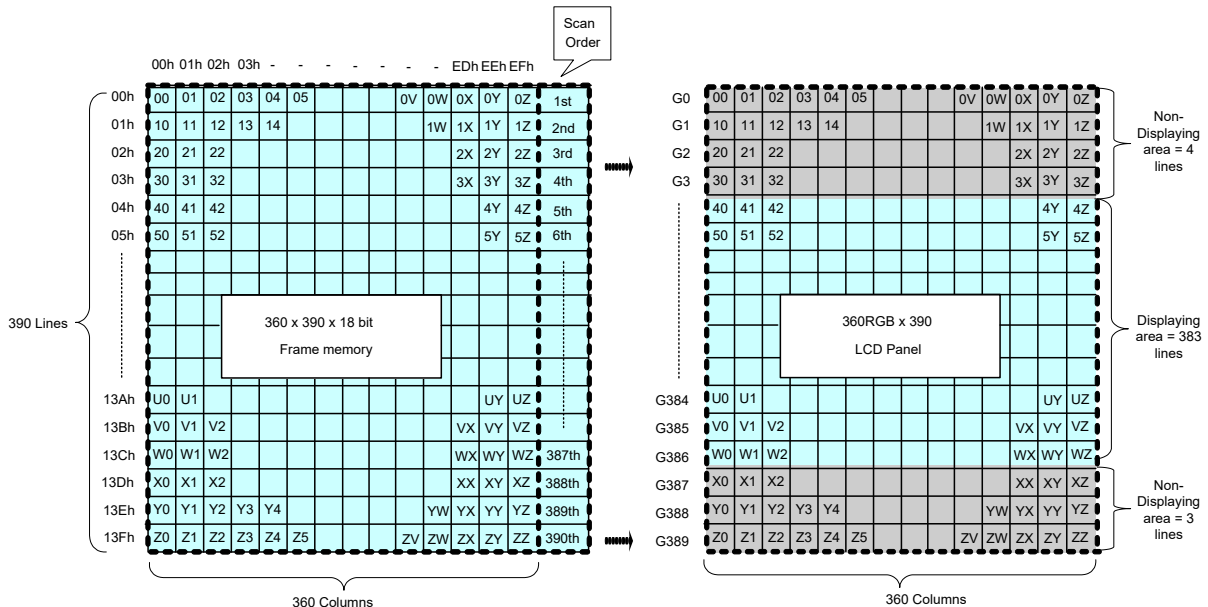 Scan
Order
00h 01h 02h 03h - - - - - - - EDh EEh EFh
00h 00 01 02 03 04 05 0V 0W 0X 0Y 0Z 1st
01h 10 11 12 13 14 1W 1X 1Y 1Z 2nd
02h 20 21 22 2X 2Y 2Z 3rd
03h 30 31 32 3X 3Y 3Z 4th
04h 40 41 42 4Y 4Z 5th
05h 50 51 52 5Y 5Z 6th
390 Lines
360 x 390 x 18 bit
Frame memory
13Ah U0 U1 UY UZ
13Bh V0 V1 V2 VX VY VZ
13Ch W0 W1 W2 WX WY WZ 387th
13Dh X0 X1 X2 XX XY XZ 388th
13Eh Y0 Y1 Y2 Y3 Y4 YW YX YY YZ 389th
13Fh Z0 Z1 Z2 Z3 Z4 Z5 ZV ZW ZX ZY ZZ 390th
360 Columns
G0 00 01 02 03 04 05 0V 0W 0X 0Y 0Z
G1 10 11 12 13 14 1W 1X 1Y 1Z
G2 20 21 22 2X 2Y 2Z
G3 30 31 32 3X 3Y 3Z
40 41 42 4Y 4Z
50 51 52 5Y 5Z
Non-
Displaying
area = 4
lines
360RGB x 390
LCD Panel
Displaying
area = 383
lines
G384 U0 U1 UY UZ
G385 V0 V1 V2 VX VY VZ
G386 W0 W1 W2 WX WY WZ
G387 X0 X1 X2 XX XY XZ
G388 Y0 Y1 Y2 Y3 Y4 YW YX YY YZ
G389 Z0 Z1 Z2 Z3 Z4 Z5 ZV ZW ZX ZY ZZ
Non-
Displaying
area = 3
lines
360 Columns